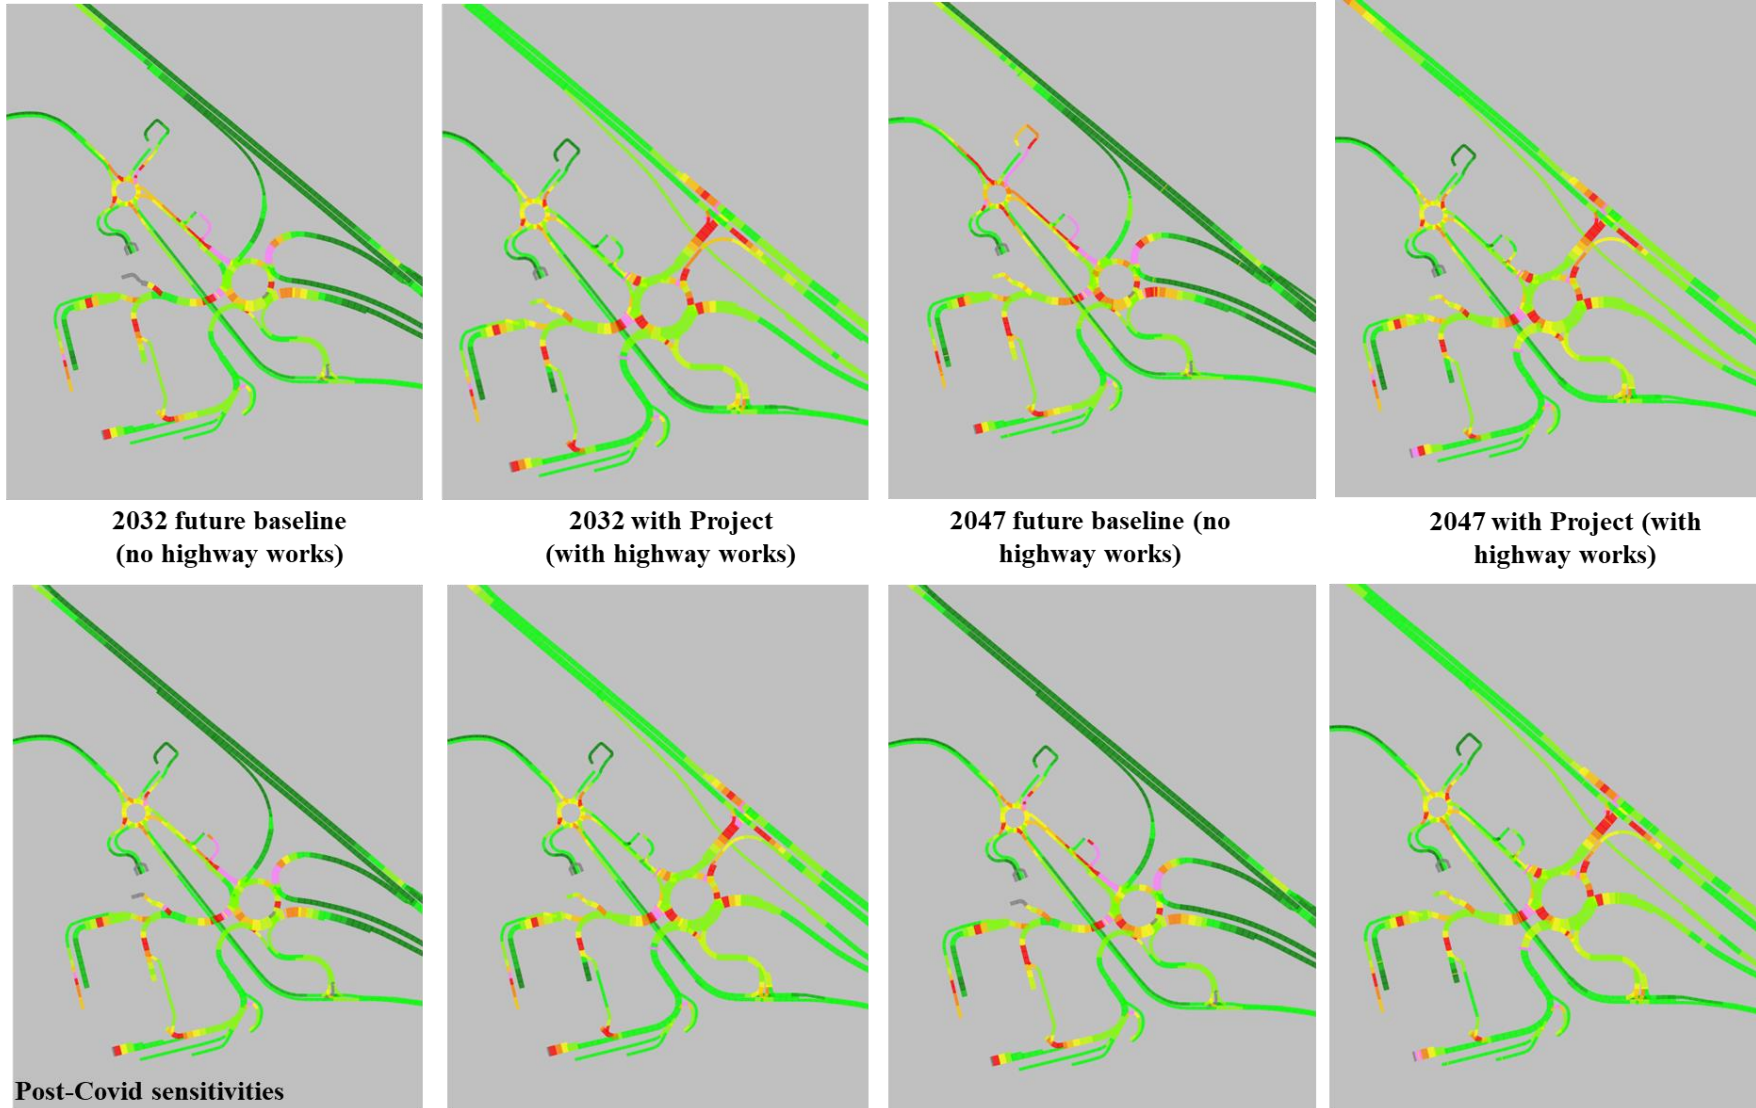 2032 future baseline
(no highway works)
2032 with Project
(with highway works)
2047 future baseline (no
highway works)
2047 with Project (with
highway works)
Post-Covid sensitivities